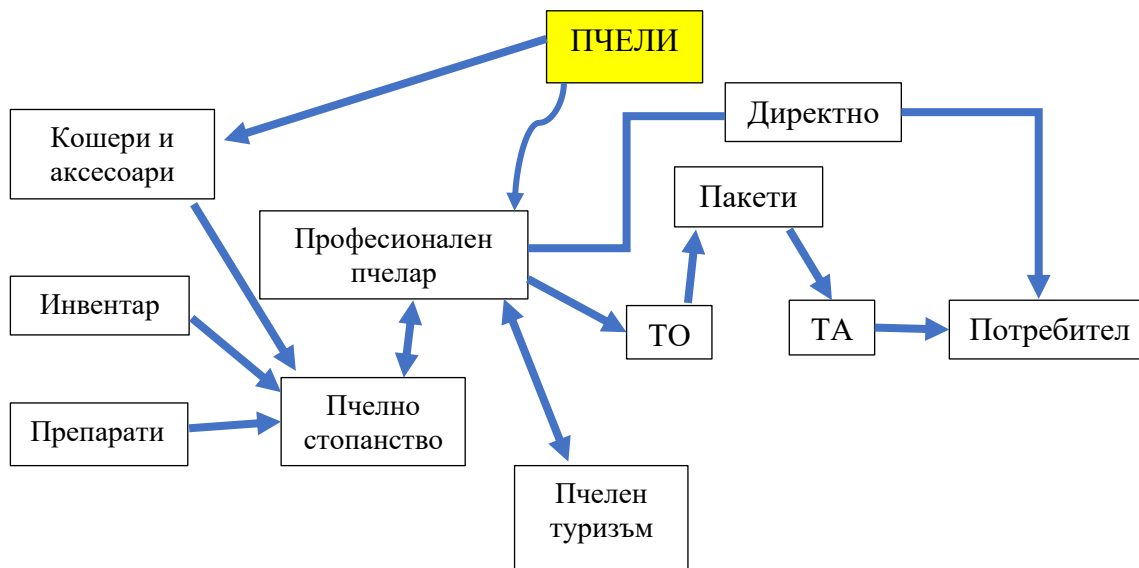 ПЧЕЛИ
Директно
Кошери и
аксесоари
Пакети
Професионален
пчелар
Инвентар
ТО
ТА
Потребител
Пчелно
стопанство
Препарати
Пчелен
туризъм